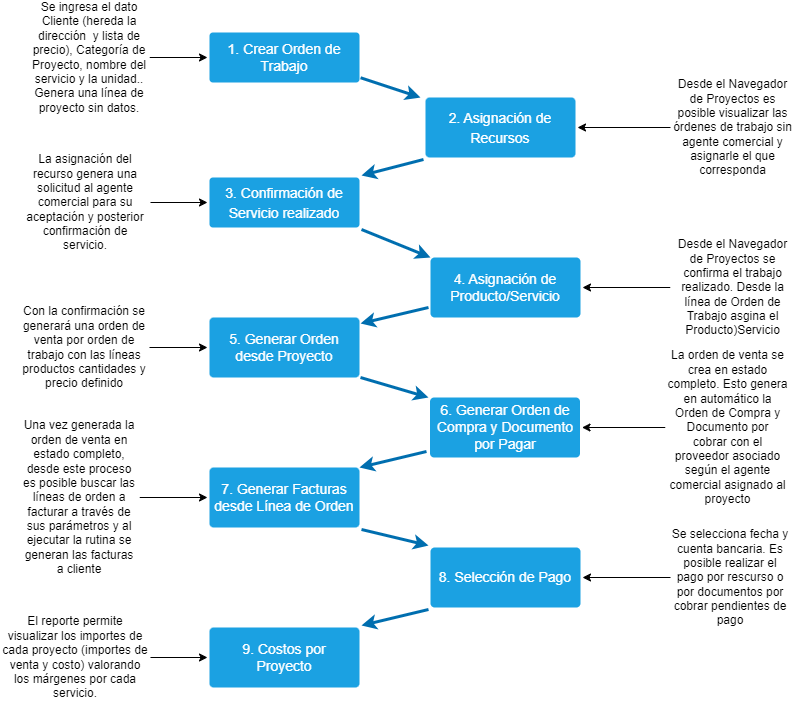 Se ingresa el dato
Cliente (hereda la
dirección  y lista de
precio), Categoría de
Proyecto, nombre del
servicio y la unidad..
Genera una línea de
proyecto sin datos.
1. Crear Orden de
Trabajo
2. Asignación de
Recursos
Desde el Navegador
de Proyectos es
posible visualizar las
órdenes de trabajo sin
agente comercial y
asignarle el que
corresponda
La asignación del
recurso genera una
solicitud al agente
comercial para su
aceptación y posterior
confirmación de
servicio.
3. Confirmación de
Servicio realizado
4. Asignación de
Producto/Servicio
Desde el Navegador
de Proyectos se
confirma el trabajo
realizado. Desde la
línea de Orden de
Trabajo asgina el
Producto)Servicio
Con la confirmación se
generará una orden de
venta por orden de
trabajo con las líneas
productos cantidades y
precio definido
5. Generar Orden
desde Proyecto
6. Generar Orden de
Compra y Documento
por Pagar
La orden de venta se
crea en estado
completo. Esto genera
en automático la
Orden de Compra y
Documento por
cobrar con el
proveedor asociado
según el agente
comercial asignado al
proyecto
Una vez generada la
orden de venta en
estado completo,
desde este proceso
es posible buscar las
líneas de orden a
facturar a través de
sus parámetros y al
ejecutar la rutina se
generan las facturas
a cliente
7. Generar Facturas
desde Línea de Orden
8. Selección de Pago
Se selecciona fecha y
cuenta bancaria. Es
posible realizar el
pago por rescurso o
por documentos por
cobrar pendientes de
pago
El reporte permite
visualizar los importes de
cada proyecto (importes de
venta y costo) valorando
los márgenes por cada
servicio.
9. Costos por
Proyecto